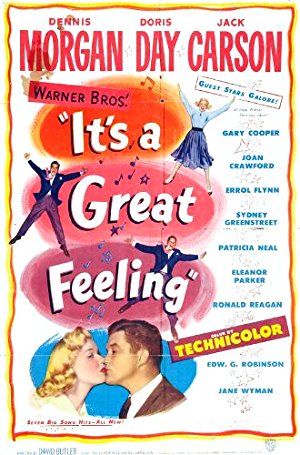 DENNIS DORIS JACK
MORGAN DAY CARSON
WARNER BROS.'
"It's a
Great
Feeling"
GUEST STARS GALORE!
GARY COOPER
JOAN CRAWFORD
ERROL FLYNN
SYDNEY GREENSTREET
PATRICIA NEAL
ELEANOR PARKER
RONALD REAGAN
EDW. G. ROBINSON
JANE WYMAN
COLOR BY
TECHNICOLOR
SEVEN BIG SONG HITS—ALL NEW!
DIRECTED BY DAVID BUTLER